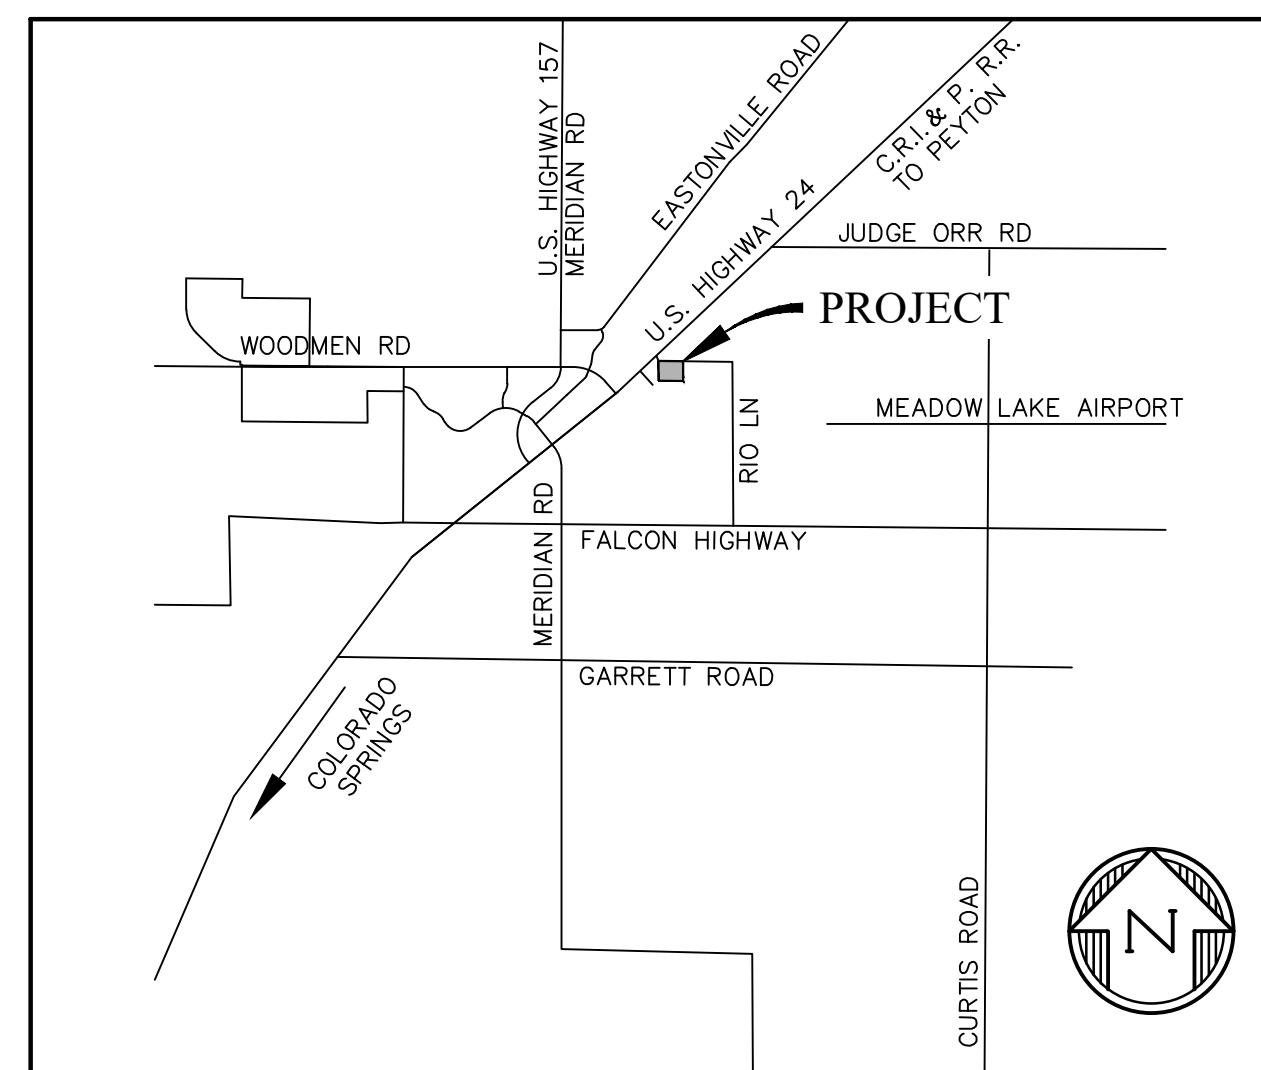 U.S. HIGHWAY 157
MERIDIAN RD
EASTONVILLE ROAD
C.R.I. & P. R.R.
TO PEYTON
U.S. HIGHWAY 24
JUDGE ORR RD
PROJECT
WOODMEN RD
MEADOW LAKE AIRPORT
RIO LN
MERIDIAN RD
FALCON HIGHWAY
GARRETT ROAD
COLORADO
SPRINGS
CURTIS ROAD
N